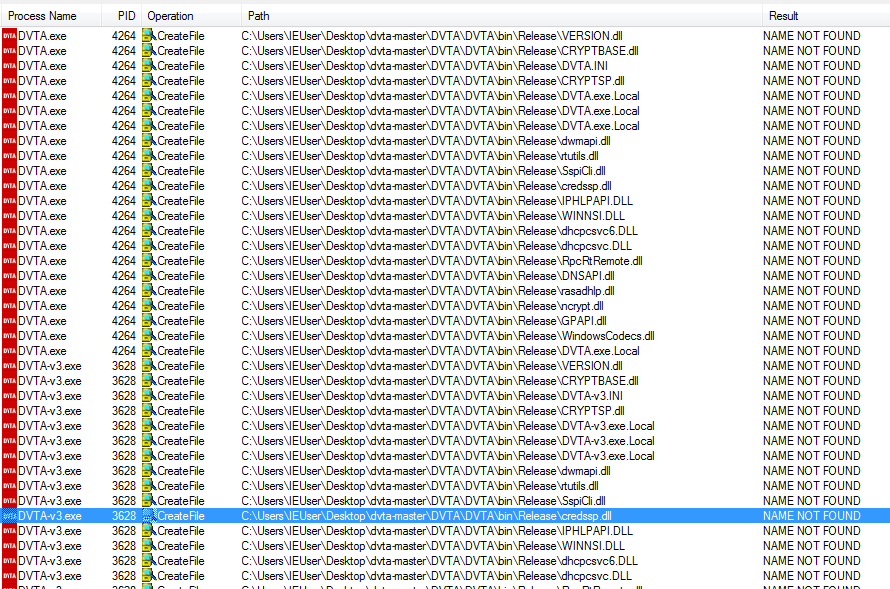 Process Name PID Operation Path Result
DVTA.exe 4264 CreateFile C:\Users\IEUser\Desktop\dvta-master\DVTA\DVTA\bin\Release\VERSION.dll NAME NOT FOUND
DVTA.exe 4264 CreateFile C:\Users\IEUser\Desktop\dvta-master\DVTA\DVTA\bin\Release\CRYPTBASE.dll NAME NOT FOUND
DVTA.exe 4264 CreateFile C:\Users\IEUser\Desktop\dvta-master\DVTA\DVTA\bin\Release\DVTA.INI NAME NOT FOUND
DVTA.exe 4264 CreateFile C:\Users\IEUser\Desktop\dvta-master\DVTA\DVTA\bin\Release\CRYPTSP.dll NAME NOT FOUND
DVTA.exe 4264 CreateFile C:\Users\IEUser\Desktop\dvta-master\DVTA\DVTA\bin\Release\DVTA.exe.Local NAME NOT FOUND
DVTA.exe 4264 CreateFile C:\Users\IEUser\Desktop\dvta-master\DVTA\DVTA\bin\Release\DVTA.exe.Local NAME NOT FOUND
DVTA.exe 4264 CreateFile C:\Users\IEUser\Desktop\dvta-master\DVTA\DVTA\bin\Release\DVTA.exe.Local NAME NOT FOUND
DVTA.exe 4264 CreateFile C:\Users\IEUser\Desktop\dvta-master\DVTA\DVTA\bin\Release\dwmapi.dll NAME NOT FOUND
DVTA.exe 4264 CreateFile C:\Users\IEUser\Desktop\dvta-master\DVTA\DVTA\bin\Release\rtutils.dll NAME NOT FOUND
DVTA.exe 4264 CreateFile C:\Users\IEUser\Desktop\dvta-master\DVTA\DVTA\bin\Release\SspiCli.dll NAME NOT FOUND
DVTA.exe 4264 CreateFile C:\Users\IEUser\Desktop\dvta-master\DVTA\DVTA\bin\Release\credssp.dll NAME NOT FOUND
DVTA.exe 4264 CreateFile C:\Users\IEUser\Desktop\dvta-master\DVTA\DVTA\bin\Release\IPHLPAPI.DLL NAME NOT FOUND
DVTA.exe 4264 CreateFile C:\Users\IEUser\Desktop\dvta-master\DVTA\DVTA\bin\Release\WINNSI.DLL NAME NOT FOUND
DVTA.exe 4264 CreateFile C:\Users\IEUser\Desktop\dvta-master\DVTA\DVTA\bin\Release\dhcpcsvc6.DLL NAME NOT FOUND
DVTA.exe 4264 CreateFile C:\Users\IEUser\Desktop\dvta-master\DVTA\DVTA\bin\Release\dhcpcsvc.DLL NAME NOT FOUND
DVTA.exe 4264 CreateFile C:\Users\IEUser\Desktop\dvta-master\DVTA\DVTA\bin\Release\RpcRtRemote.dll NAME NOT FOUND
DVTA.exe 4264 CreateFile C:\Users\IEUser\Desktop\dvta-master\DVTA\DVTA\bin\Release\DNSAPI.dll NAME NOT FOUND
DVTA.exe 4264 CreateFile C:\Users\IEUser\Desktop\dvta-master\DVTA\DVTA\bin\Release\rasadhlp.dll NAME NOT FOUND
DVTA.exe 4264 CreateFile C:\Users\IEUser\Desktop\dvta-master\DVTA\DVTA\bin\Release\ncrypt.dll NAME NOT FOUND
DVTA.exe 4264 CreateFile C:\Users\IEUser\Desktop\dvta-master\DVTA\DVTA\bin\Release\GPAPI.dll NAME NOT FOUND
DVTA.exe 4264 CreateFile C:\Users\IEUser\Desktop\dvta-master\DVTA\DVTA\bin\Release\WindowsCodecs.dll NAME NOT FOUND
DVTA.exe 4264 CreateFile C:\Users\IEUser\Desktop\dvta-master\DVTA\DVTA\bin\Release\DVTA.exe.Local NAME NOT FOUND
DVTA-v3.exe 3628 CreateFile C:\Users\IEUser\Desktop\dvta-master\DVTA\DVTA\bin\Release\VERSION.dll NAME NOT FOUND
DVTA-v3.exe 3628 CreateFile C:\Users\IEUser\Desktop\dvta-master\DVTA\DVTA\bin\Release\CRYPTBASE.dll NAME NOT FOUND
DVTA-v3.exe 3628 CreateFile C:\Users\IEUser\Desktop\dvta-master\DVTA\DVTA\bin\Release\DVTA-v3.INI NAME NOT FOUND
DVTA-v3.exe 3628 CreateFile C:\Users\IEUser\Desktop\dvta-master\DVTA\DVTA\bin\Release\CRYPTSP.dll NAME NOT FOUND
DVTA-v3.exe 3628 CreateFile C:\Users\IEUser\Desktop\dvta-master\DVTA\DVTA\bin\Release\DVTA-v3.exe.Local NAME NOT FOUND
DVTA-v3.exe 3628 CreateFile C:\Users\IEUser\Desktop\dvta-master\DVTA\DVTA\bin\Release\DVTA-v3.exe.Local NAME NOT FOUND
DVTA-v3.exe 3628 CreateFile C:\Users\IEUser\Desktop\dvta-master\DVTA\DVTA\bin\Release\DVTA-v3.exe.Local NAME NOT FOUND
DVTA-v3.exe 3628 CreateFile C:\Users\IEUser\Desktop\dvta-master\DVTA\DVTA\bin\Release\dwmapi.dll NAME NOT FOUND
DVTA-v3.exe 3628 CreateFile C:\Users\IEUser\Desktop\dvta-master\DVTA\DVTA\bin\Release\rtutils.dll NAME NOT FOUND
DVTA-v3.exe 3628 CreateFile C:\Users\IEUser\Desktop\dvta-master\DVTA\DVTA\bin\Release\SspiCli.dll NAME NOT FOUND
DVTA-v3.exe 3628 CreateFile C:\Users\IEUser\Desktop\dvta-master\DVTA\DVTA\bin\Release\credssp.dll NAME NOT FOUND
DVTA-v3.exe 3628 CreateFile C:\Users\IEUser\Desktop\dvta-master\DVTA\DVTA\bin\Release\IPHLPAPI.DLL NAME NOT FOUND
DVTA-v3.exe 3628 CreateFile C:\Users\IEUser\Desktop\dvta-master\DVTA\DVTA\bin\Release\WINNSI.DLL NAME NOT FOUND
DVTA-v3.exe 3628 CreateFile C:\Users\IEUser\Desktop\dvta-master\DVTA\DVTA\bin\Release\dhcpcsvc6.DLL NAME NOT FOUND
DVTA-v3.exe 3628 CreateFile C:\Users\IEUser\Desktop\dvta-master\DVTA\DVTA\bin\Release\dhcpcsvc.DLL NAME NOT FOUND